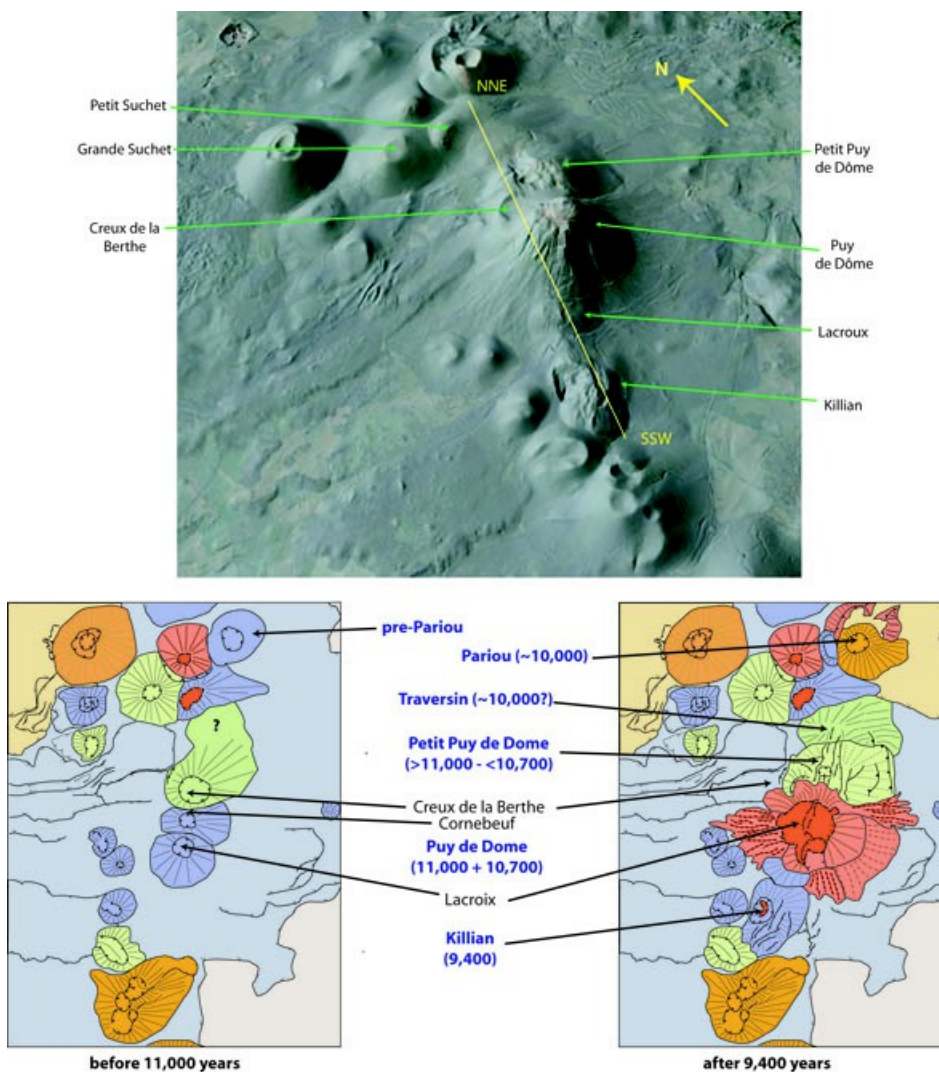 NNE
N
Petit Suchet
Grande Suchet
Petit Puy
de Dôme
Creux de la
Berthe
Puy
de Dôme
Lacroux
Killian
SSW
pre-Pariou
Pariou (~10,000)
Traversin (~10,000?)
?
Petit Puy de Dome
(>11,000 - <10,700)
Creux de la Berthe
Cornebeuf
Puy de Dome
(11,000 + 10,700)
Lacroix
Killian
(9,400)
before 11,000 years
after 9,400 years